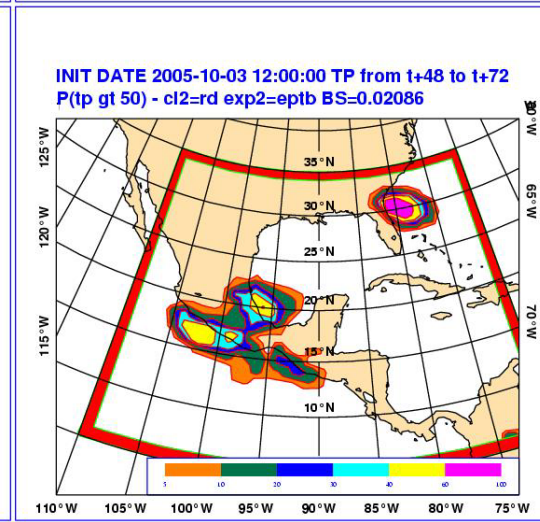 INIT DATE 2005-10-03 12:00:00 TP from t+48 to t+72
P(tp gt 50) - cl2=rd exp2=eptb BS=0.02086
125°W
35°N
65°W
30°N
120°W
25°N
20°N
70°W
115°W
15°N
10°N
5 10 20 30 40 60 100
110°W 105°W 100°W 95°W 90°W 85°W 80°W 75°W